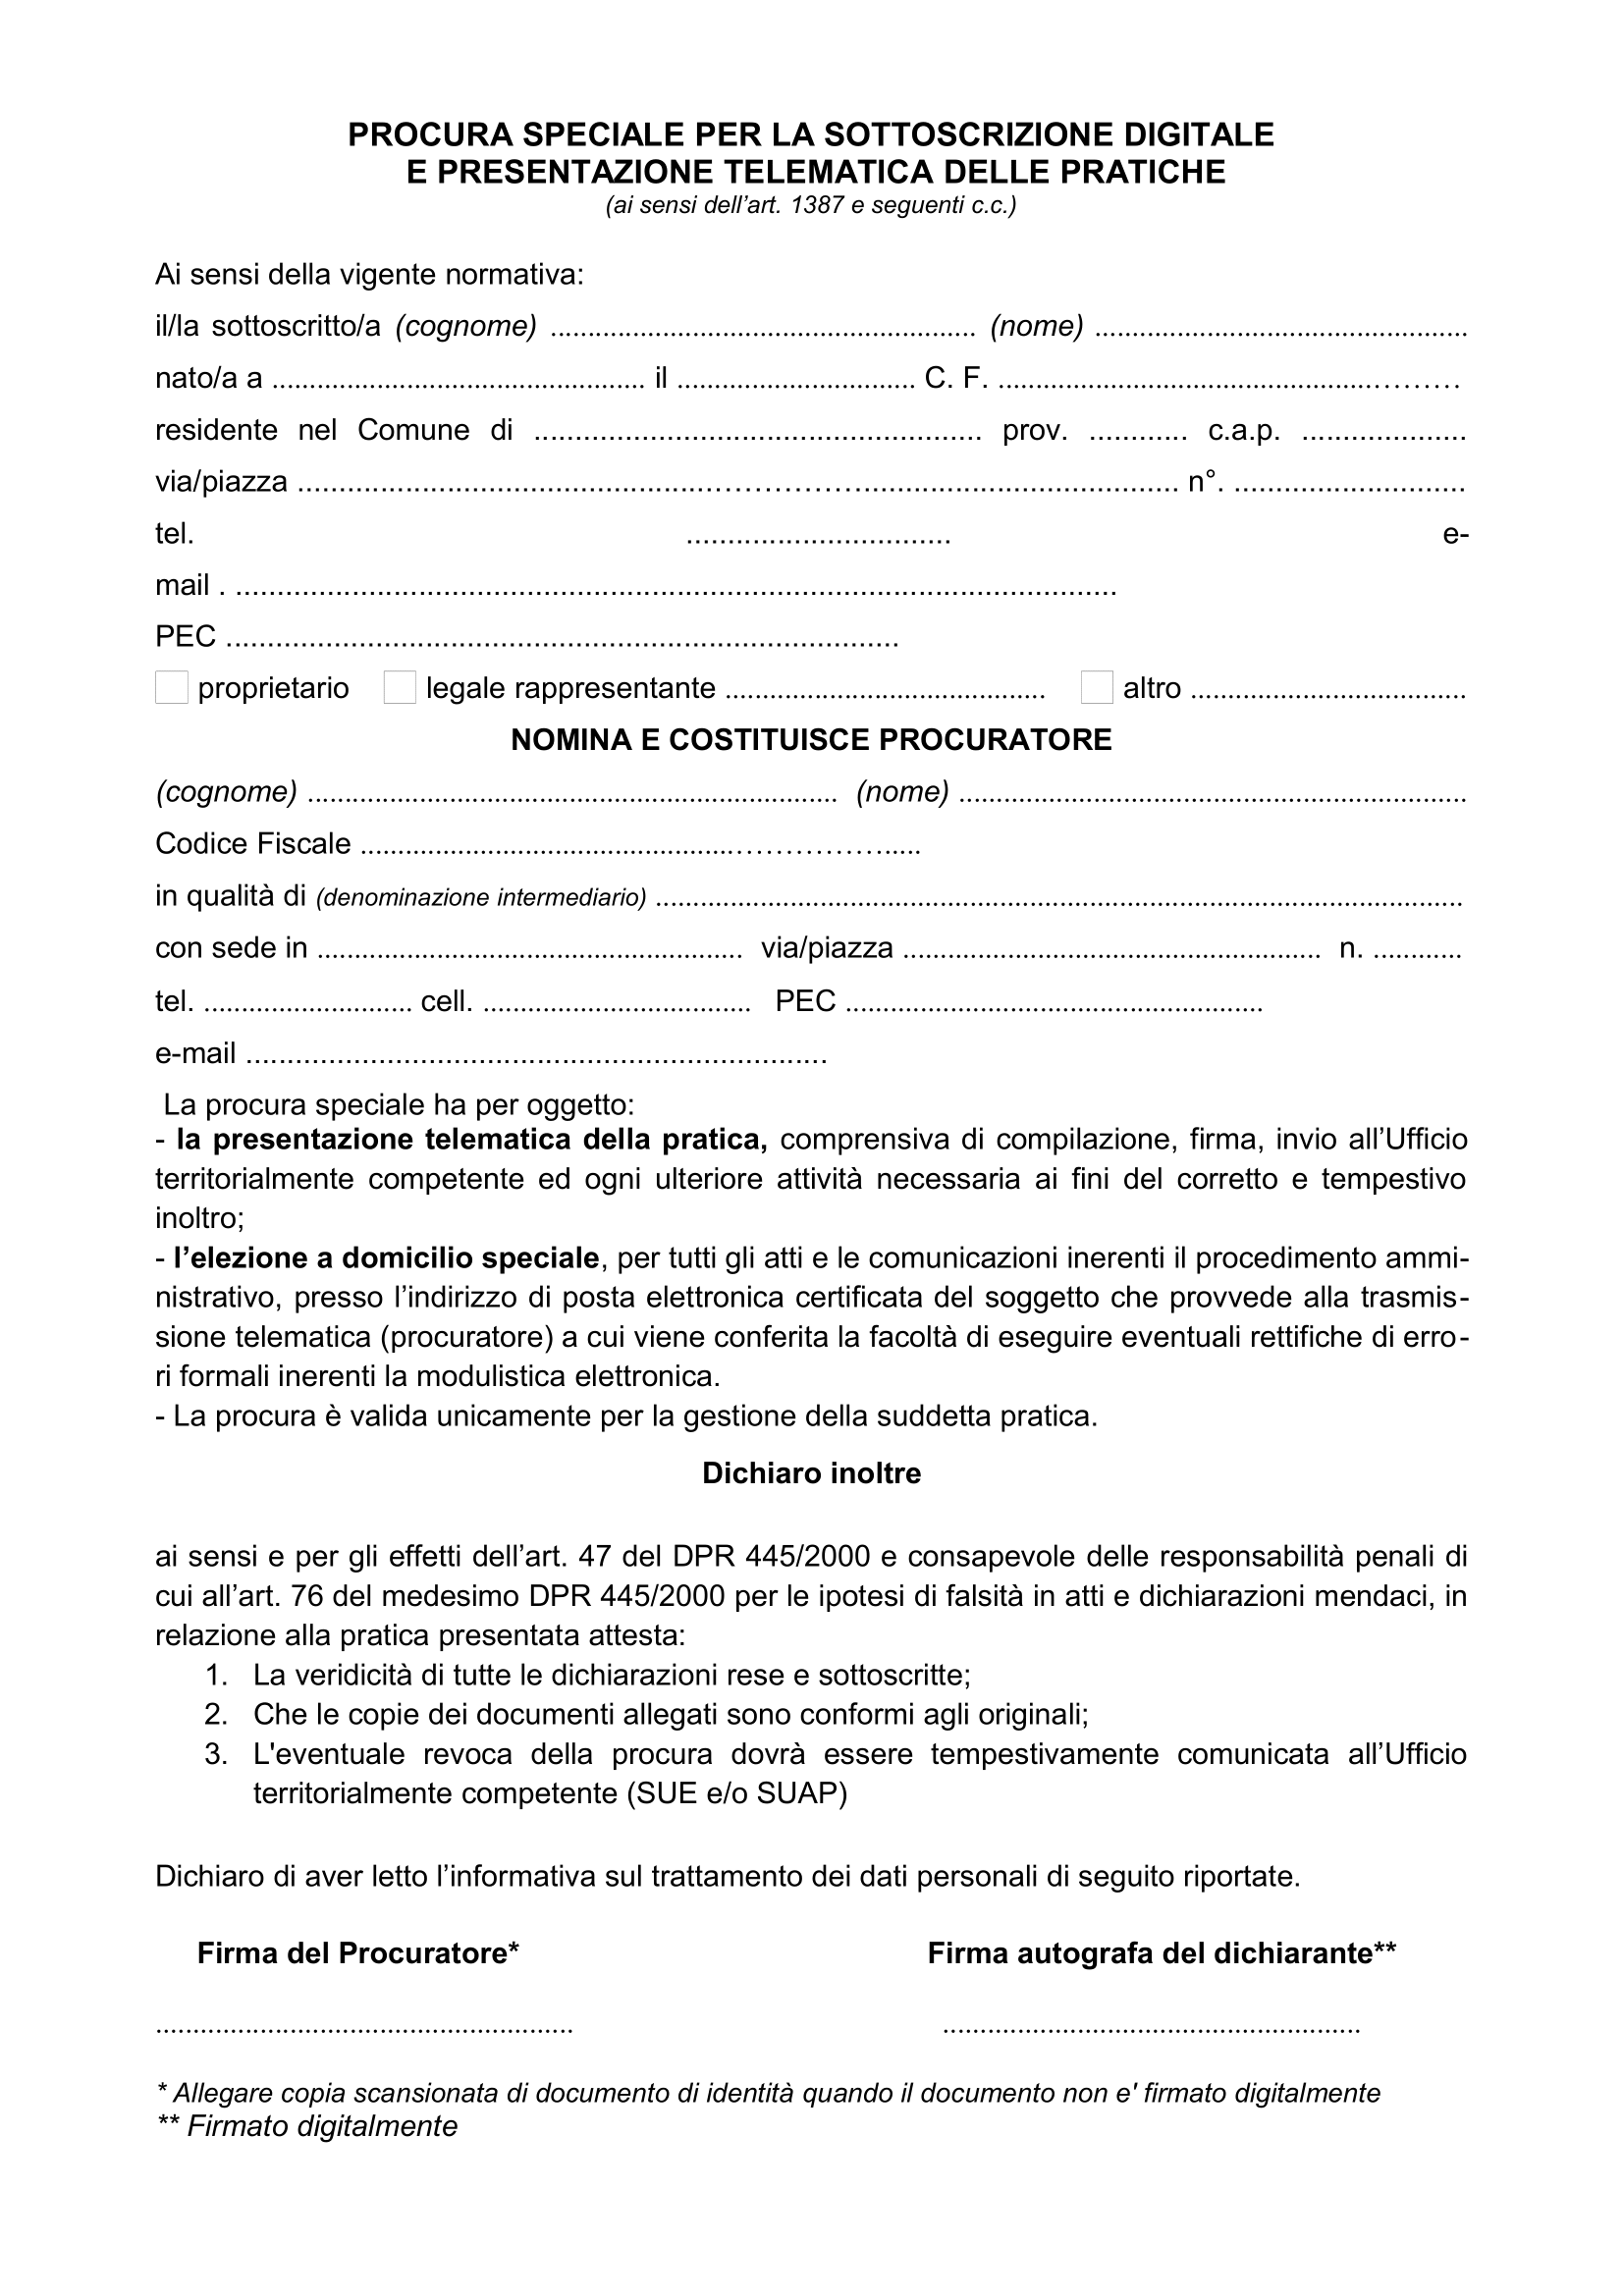 PROCURA SPECIALE PER LA SOTTOSCRIZIONE DIGITALE
E PRESENTAZIONE TELEMATICA DELLE PRATICHE
(ai sensi dell’art. 1387 e seguenti c.c.)
Ai sensi della vigente normativa:
il/la sottoscritto/a (cognome) .................................................. (nome) ..................................................
nato/a a .................................................. il ................................ C. F. ..................................................………
residente nel Comune di ...................................................... prov. ............ c.a.p. ....................
via/piazza ..................................................……………...................................... n°. ............................
tel. ................................ e-
mail . ..........................................................................................................
PEC .................................................................................
proprietario legale rappresentante ........................................... altro .....................................
NOMINA E COSTITUISCE PROCURATORE
(cognome) ....................................................................... (nome) ....................................................................
Codice Fiscale ..................................................…………….....
in qualità di (denominazione intermediario) ............................................................................................................
con sede in ......................................................... via/piazza ........................................................ n. ............
tel. ............................ cell. .................................... PEC ........................................................
e-mail ......................................................................
La procura speciale ha per oggetto:
- la presentazione telematica della pratica, comprensiva di compilazione, firma, invio all’Ufficio
territorialmente competente ed ogni ulteriore attività necessaria ai fini del corretto e tempestivo
inoltro;
- l’elezione a domicilio speciale, per tutti gli atti e le comunicazioni inerenti il procedimento ammi-
nistrativo, presso l’indirizzo di posta elettronica certificata del soggetto che provvede alla trasmis-
sione telematica (procuratore) a cui viene conferita la facoltà di eseguire eventuali rettifiche di erro-
ri formali inerenti la modulistica elettronica.
- La procura è valida unicamente per la gestione della suddetta pratica.
Dichiaro inoltre
ai sensi e per gli effetti dell’art. 47 del DPR 445/2000 e consapevole delle responsabilità penali di
cui all’art. 76 del medesimo DPR 445/2000 per le ipotesi di falsità in atti e dichiarazioni mendaci, in
relazione alla pratica presentata attesta:
1. La veridicità di tutte le dichiarazioni rese e sottoscritte;
2. Che le copie dei documenti allegati sono conformi agli originali;
3. L'eventuale revoca della procura dovrà essere tempestivamente comunicata all’Ufficio
territorialmente competente (SUE e/o SUAP)
Dichiaro di aver letto l’informativa sul trattamento dei dati personali di seguito riportate.
Firma del Procuratore* Firma autografa del dichiarante**
........................................................ ........................................................
* Allegare copia scansionata di documento di identità quando il documento non e' firmato digitalmente
** Firmato digitalmente